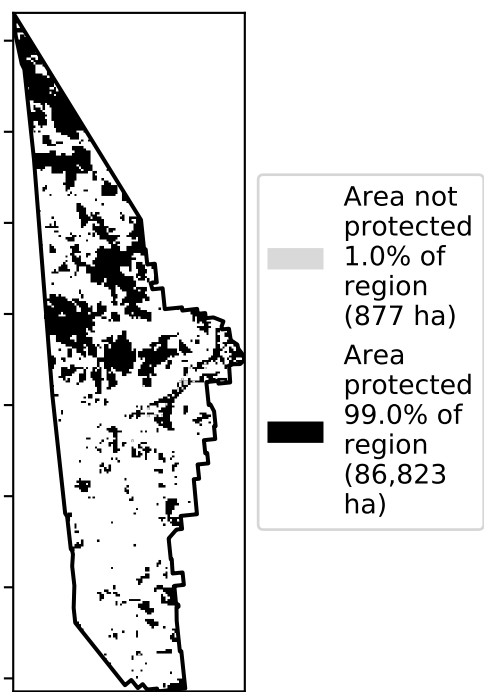 Area not
protected
1.0% of
region
(877 ha)
Area
protected
99.0% of
region
(86,823
ha)